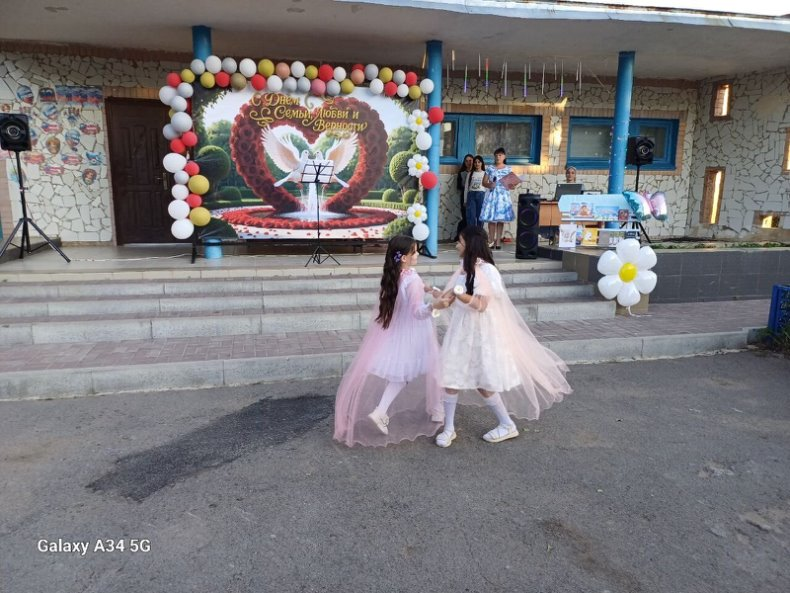 С Днем
Семьи, Любви и
Верности
Galaxy A34 5G